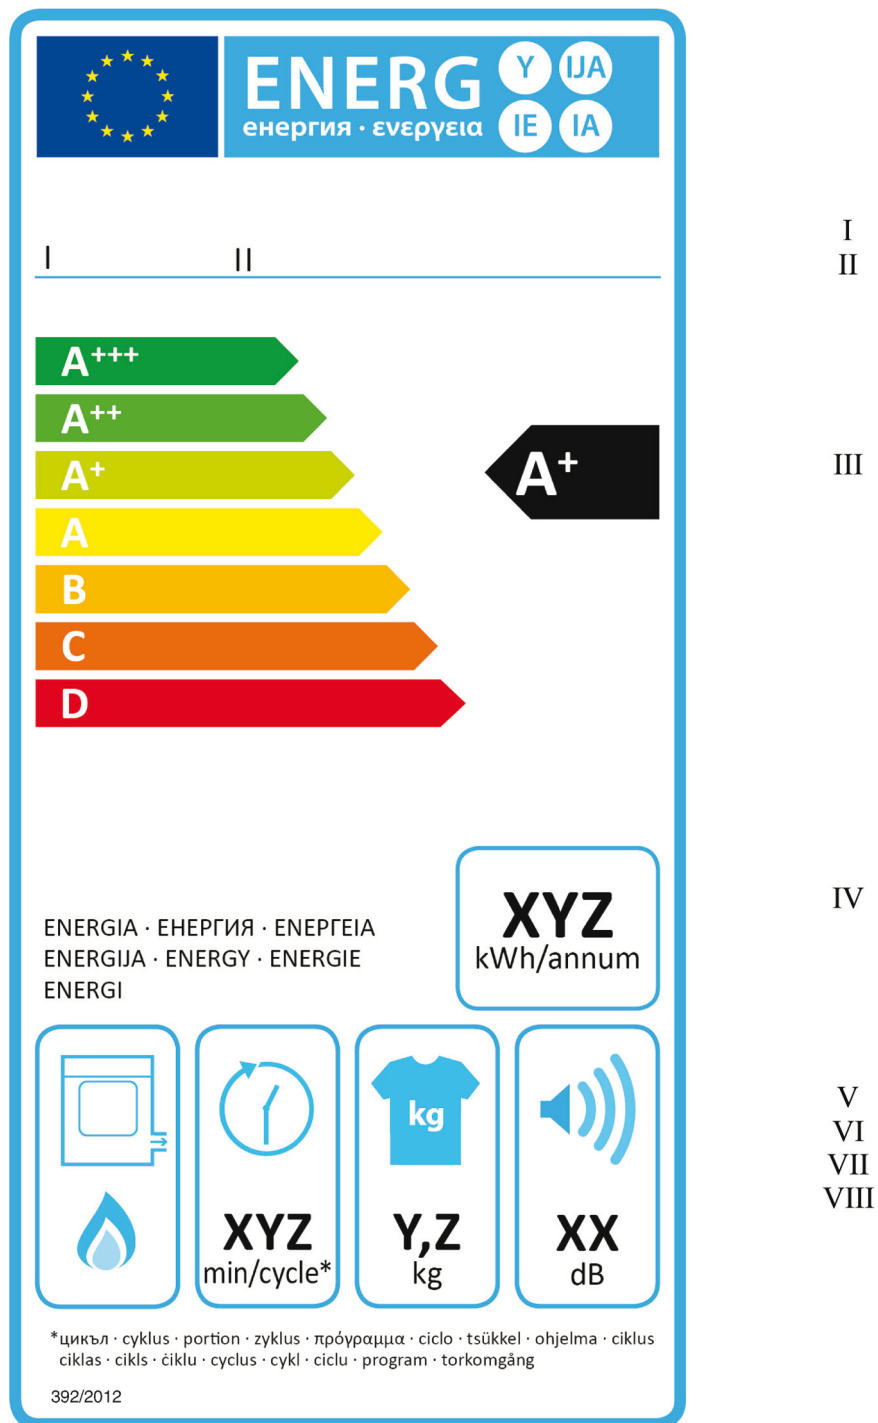 ENERG Y IJA
енергия · ενεργεια IE IA
I II
I
II
A+++
A++
A+
A
B
C
D
A+
III
XYZ
kWh/annum
IV
ENERGIA · ЕНЕРГИЯ · ΕΝΕΡΓΕΙΑ
ENERGIJA · ENERGY · ENERGIE
ENERGI
kg
XYZ
min/cycle*
Y,Z
kg
XX
dB
V
VI
VII
VIII
*цикъл · cyklus · portion · zyklus · πρόγραμμα · ciclo · tsükkel · ohjelma · ciklus
ciklas · cikls · ċiklu · cyclus · cykl · ciclu · program · torkomgång
392/2012